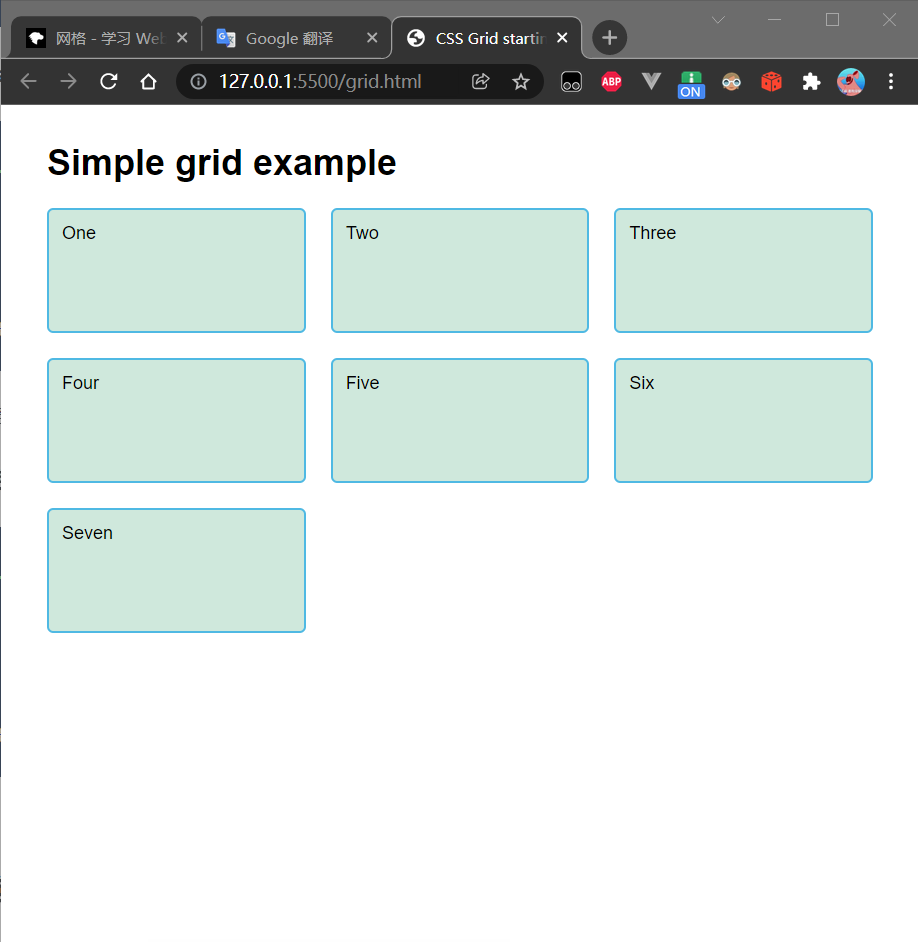 网格 - 学习 Web
Google 翻译
CSS Grid startin
127.0.0.1:5500/grid.html
ABP
ON
Simple grid example
One
Two
Three
Four
Five
Six
Seven